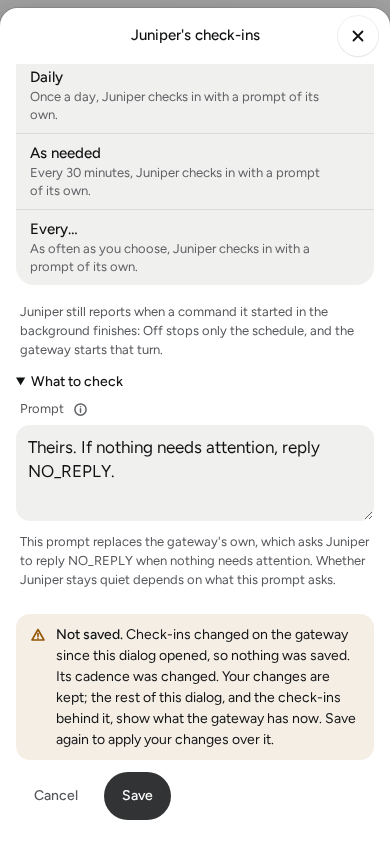 Juniper's check-ins
Daily
Once a day, Juniper checks in with a prompt of its
own.
As needed
Every 30 minutes, Juniper checks in with a prompt
of its own.
Every...
As often as you choose, Juniper checks in with a
prompt of its own.
Juniper still reports when a command it started in the
background finishes: Off stops only the schedule, and the
gateway starts that turn.
What to check
Prompt
Theirs. If nothing needs attention, reply
NO_REPLY.
This prompt replaces the gateway's own, which asks Juniper
to reply NO_REPLY when nothing needs attention. Whether
Juniper stays quiet depends on what this prompt asks.
Not saved. Check-ins changed on the gateway
since this dialog opened, so nothing was saved.
Its cadence was changed. Your changes are
kept; the rest of this dialog, and the check-ins
behind it, show what the gateway has now. Save
again to apply your changes over it.
Cancel
Save